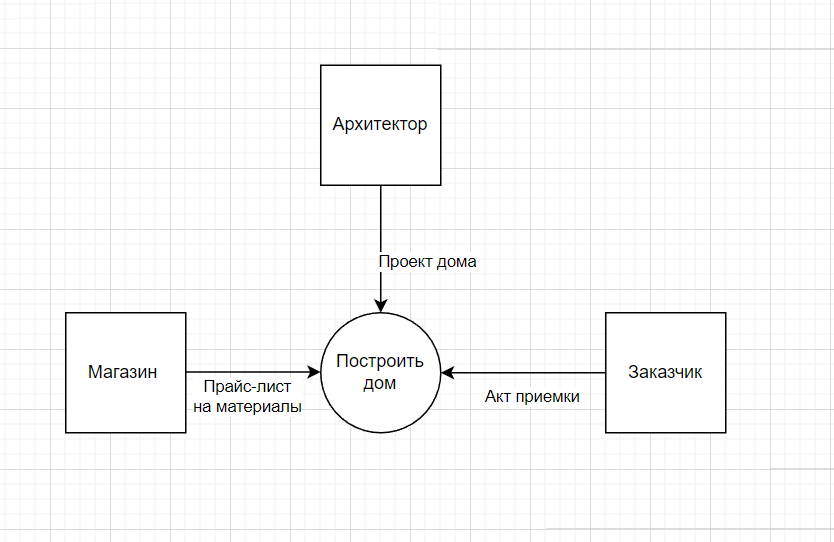 Архитектор
Проект дома
Магазин
Прайс-лист
на материалы
Построить
дом
Акт приемки
Заказчик